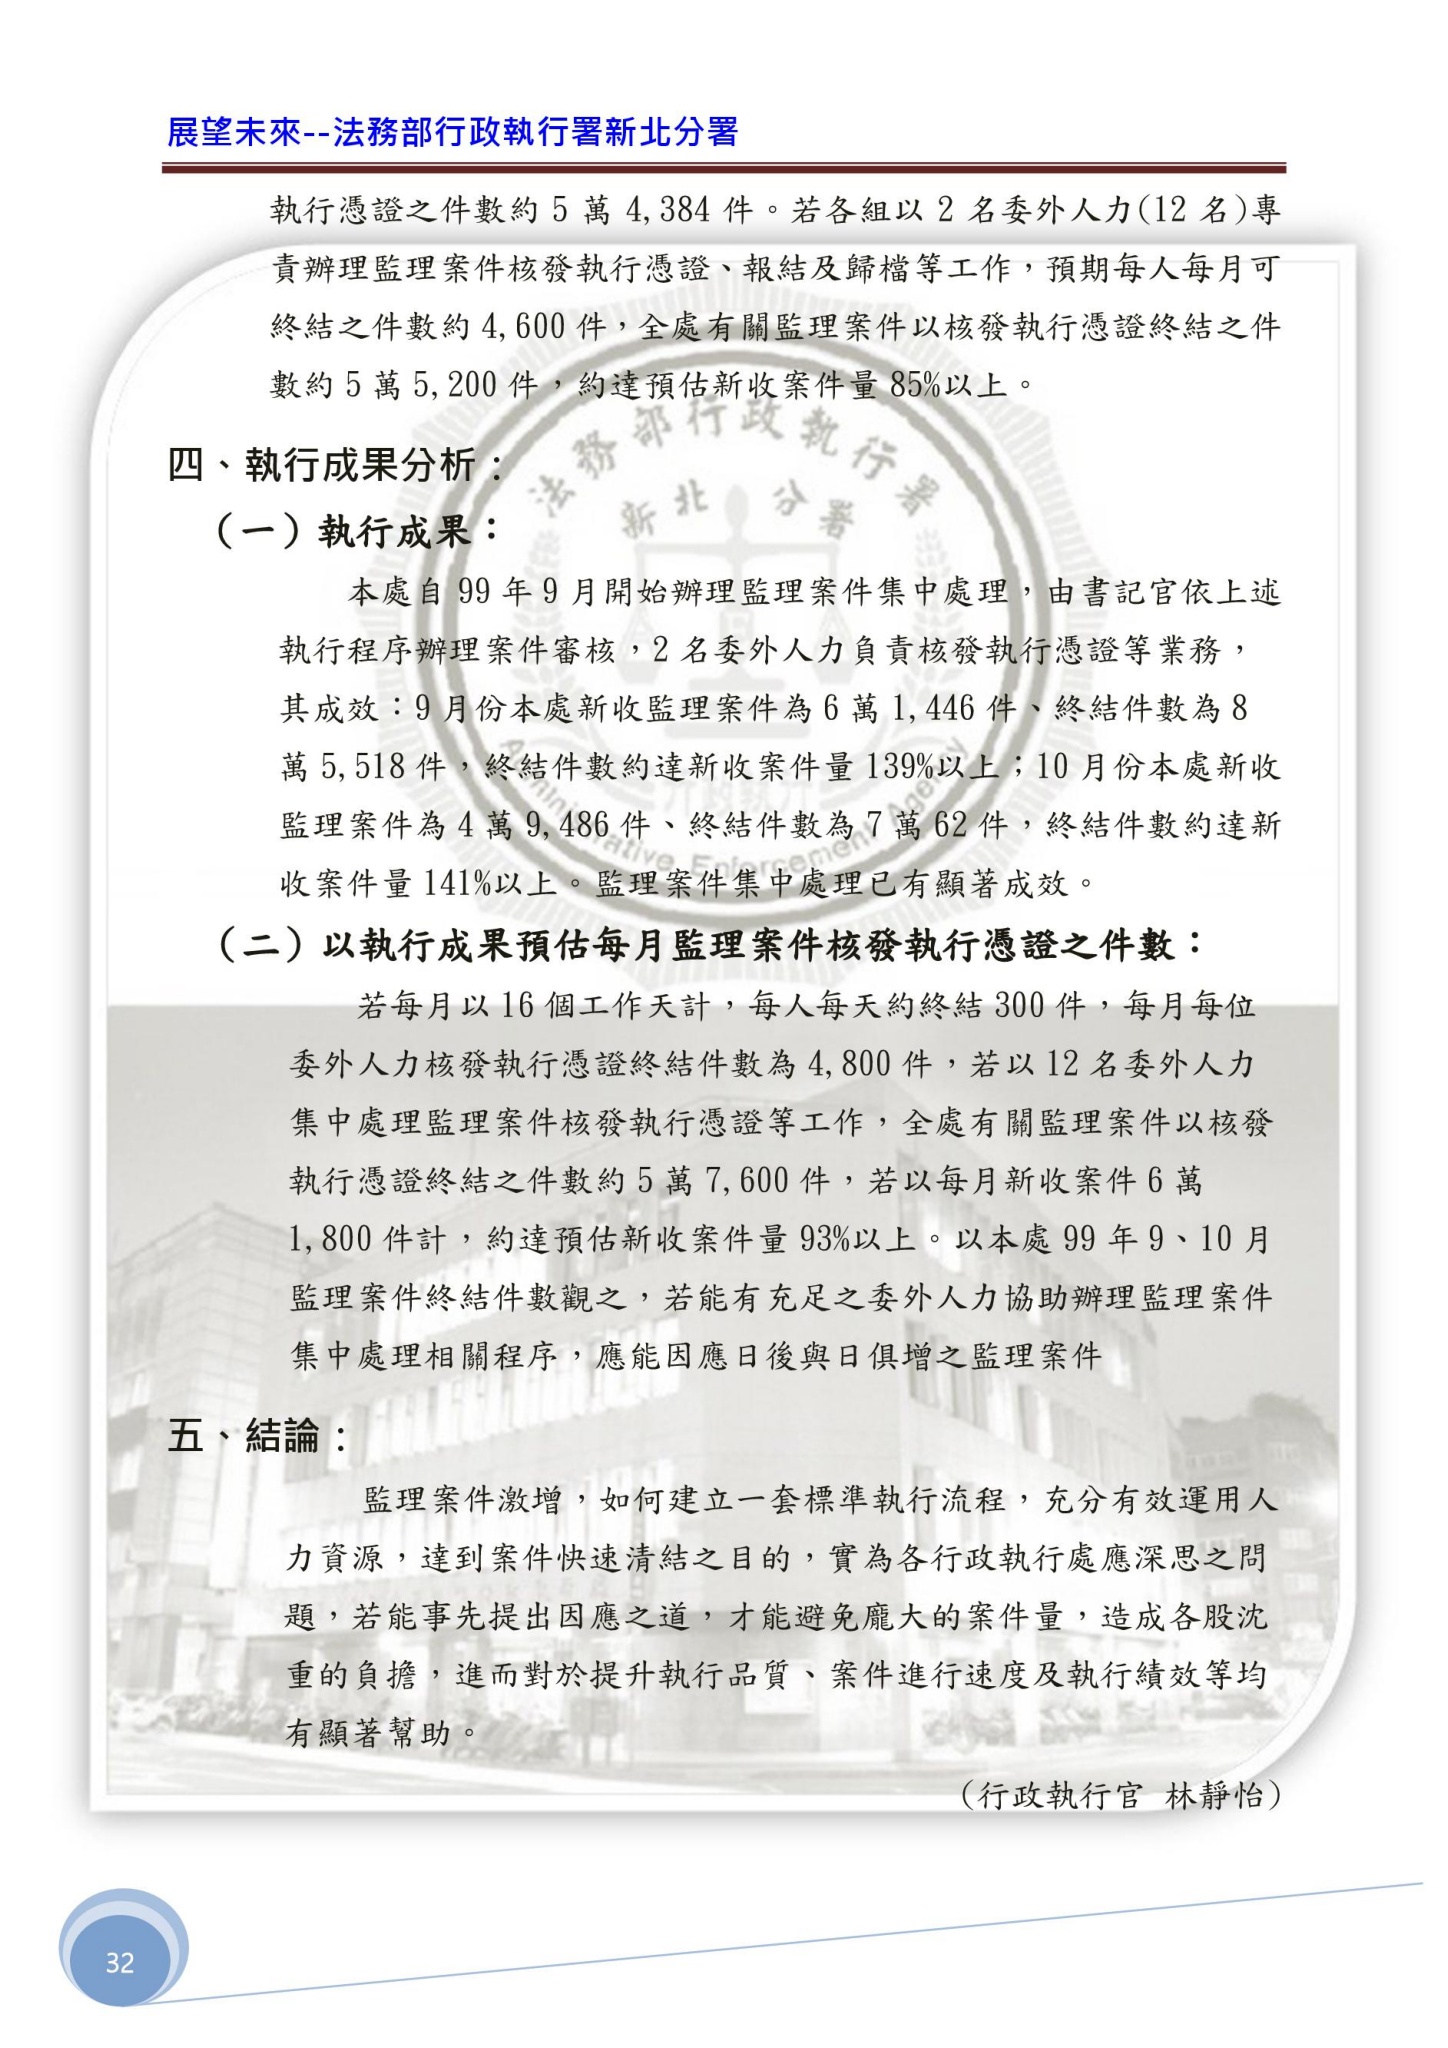 展望未來--法務部行政執行署新北分署
執行憑證之件數約 5 萬 4,384 件。若各組以 2 名委外人力(12 名)專
責辦理監理案件核發執行憑證、報結及歸檔等工作，預期每人每月可
終結之件數約 4,600 件，全處有關監理案件以核發執行憑證終結之件
數約 5 萬 5,200 件，約達預估新收案件量 85%以上。
法務部行政執行署
新北分署
四、執行成果分析：
（一）執行成果：
本處自 99 年 9 月開始辦理監理案件集中處理，由書記官依上述
執行程序辦理案件審核，2 名委外人力負責核發執行憑證等業務，
其成效：9 月份本處新收監理案件為 6 萬 1,446 件、終結件數為 8
萬 5,518 件，終結件數約達新收案件量 139%以上；10 月份本處新收
監理案件為 4 萬 9,486 件、終結件數為 7 萬 62 件，終結件數約達新
收案件量 141%以上。監理案件集中處理已有顯著成效。
行政執行
Administrative Enforcement Agency
（二）以執行成果預估每月監理案件核發執行憑證之件數：
若每月以 16 個工作天計，每人每天約終結 300 件，每月每位
委外人力核發執行憑證終結件數為 4,800 件，若以 12 名委外人力
集中處理監理案件核發執行憑證等工作，全處有關監理案件以核發
執行憑證終結之件數約 5 萬 7,600 件，若以每月新收案件 6 萬
1,800 件計，約達預估新收案件量 93%以上。以本處 99 年 9、10 月
監理案件終結件數觀之，若能有充足之委外人力協助辦理監理案件
集中處理相關程序，應能因應日後與日俱增之監理案件
五、結論：
監理案件激增，如何建立一套標準執行流程，充分有效運用人
力資源，達到案件快速清結之目的，實為各行政執行處應深思之問
題，若能事先提出因應之道，才能避免龐大的案件量，造成各股沈
重的負擔，進而對於提升執行品質、案件進行速度及執行績效等均
有顯著幫助。
（行政執行官 林靜怡）
32